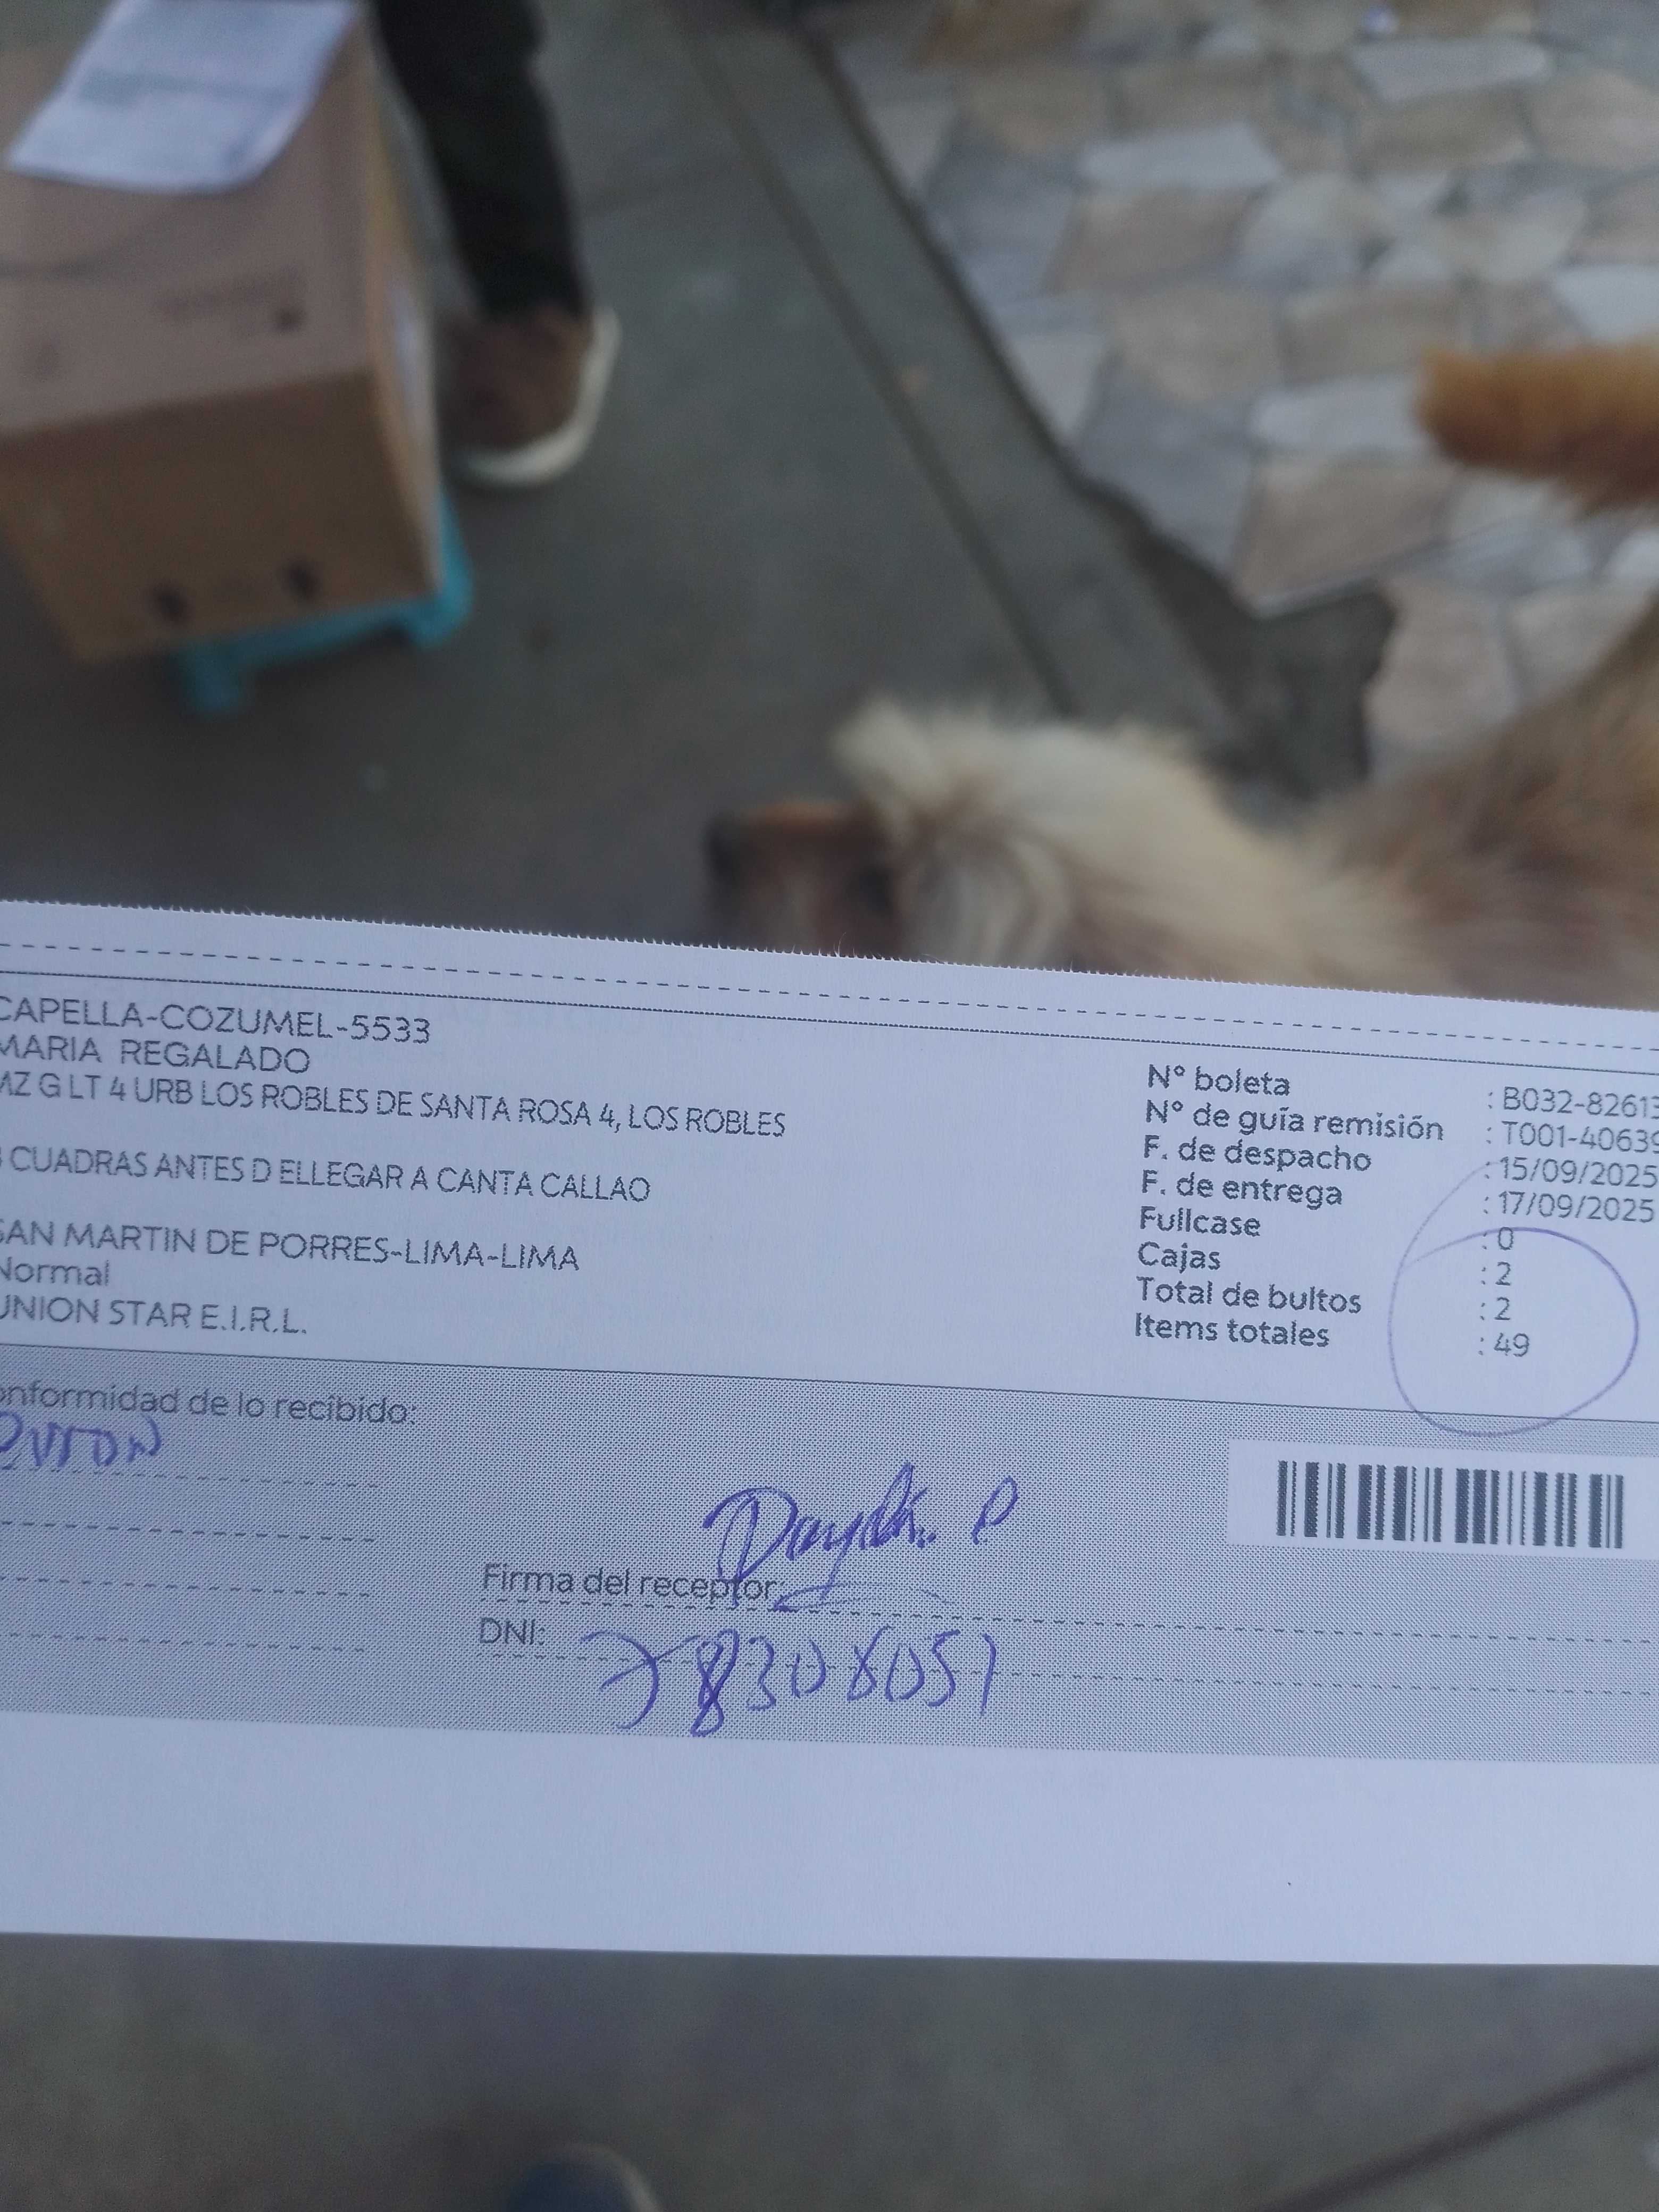 CAPELLA-COZUMEL-5533
MARIA REGALADO
MZ G LT 4 URB LOS ROBLES DE SANTA ROSA 4, LOS ROBLES
CUADRAS ANTES D ELLEGAR A CANTA CALLAO
SAN MARTIN DE PORRES-LIMA-LIMA
Normal
UNION STAR E.I.R.L.
Nº boleta : B032-82613
Nº de guía remisión : T001-40639
F. de despacho : 15/09/2025
F. de entrega : 17/09/2025
Fullcase : 0
Cajas : 2
Total de bultos : 2
Items totales : 49
onformidad de lo recibido:
Firma del receptor:
DNI: